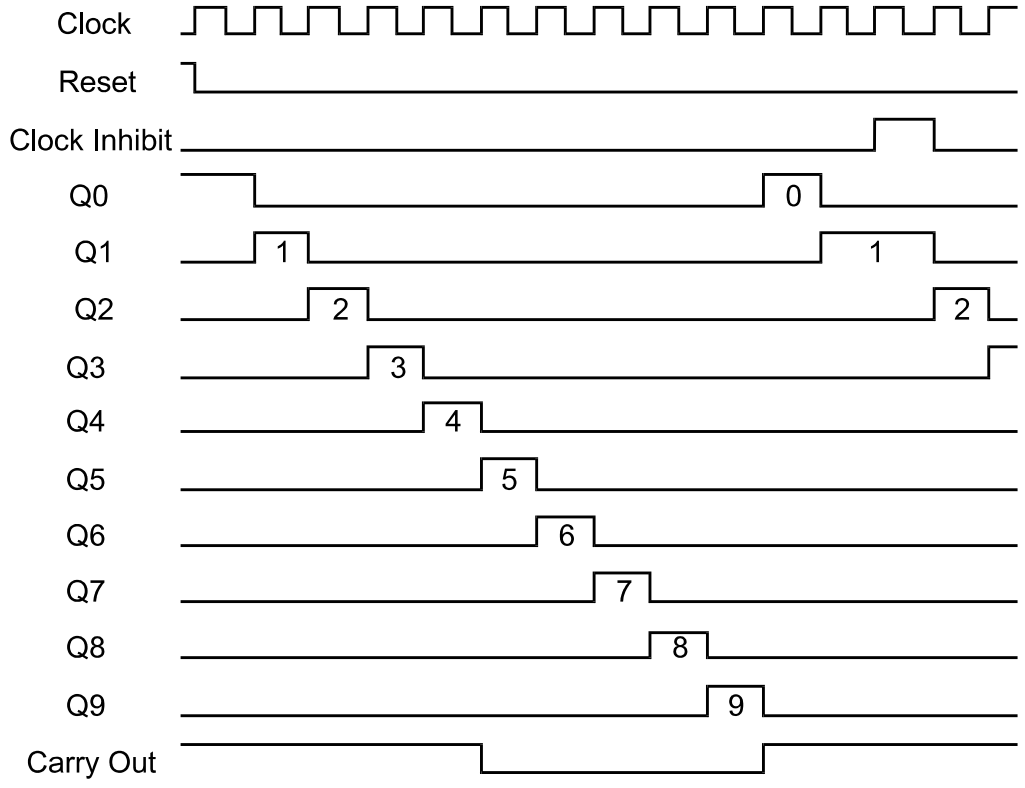 Clock
Reset
Clock Inhibit
Q0 0
Q1 1 1
Q2 2 2
Q3 3
Q4 4
Q5 5
Q6 6
Q7 7
Q8 8
Q9 9
Carry Out